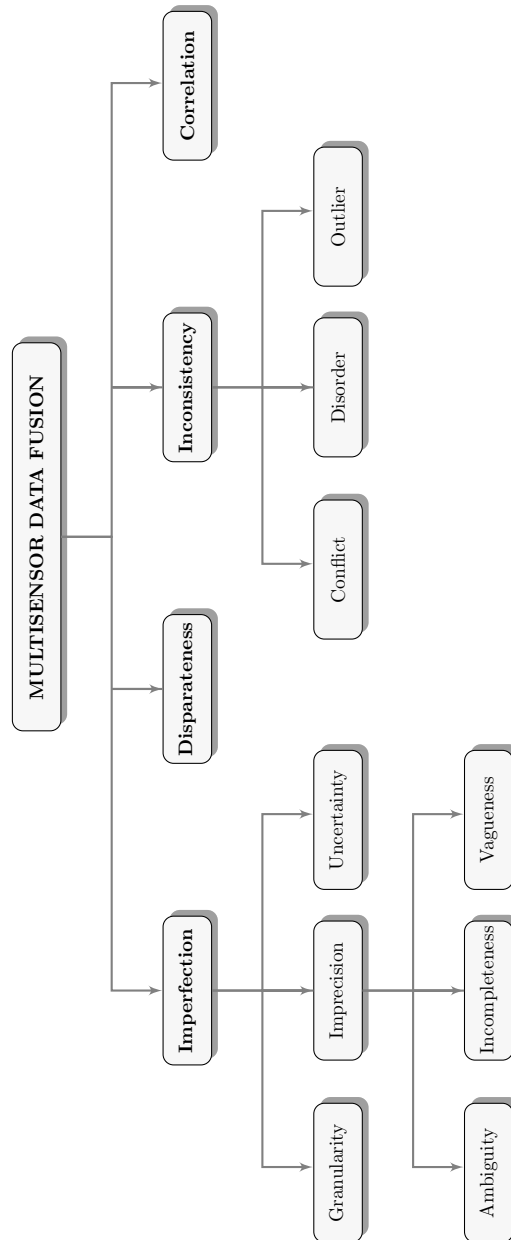 MULTISENSOR DATA FUSION
Imperfection
Disparateness
Inconsistency
Correlation
Granularity
Imprecision
Uncertainty
Conflict
Disorder
Outlier
Ambiguity
Incompleteness
Vagueness